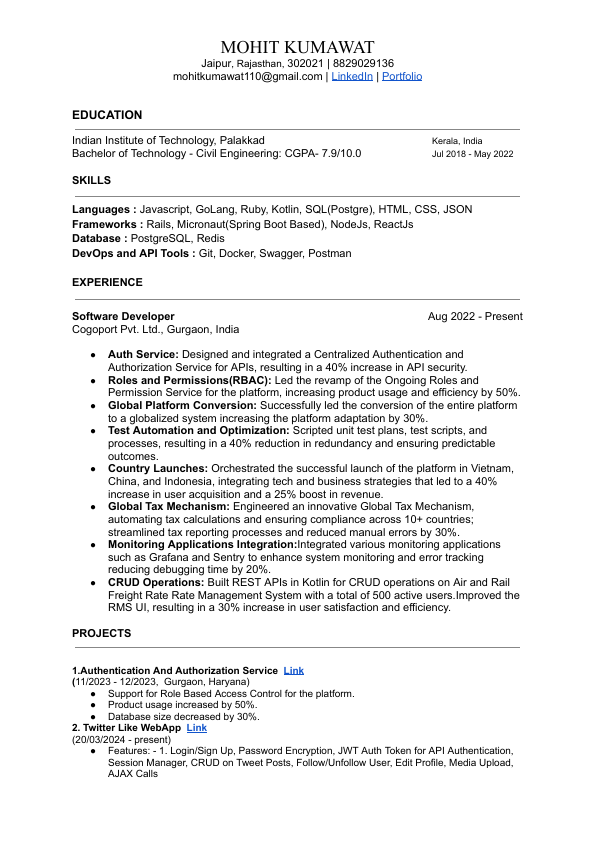 MOHIT KUMAWAT
Jaipur, Rajasthan, 302021 | 8829029136
mohitkumawat110@gmail.com | LinkedIn | Portfolio
EDUCATION
Indian Institute of Technology, Palakkad Kerala, India
Bachelor of Technology - Civil Engineering: CGPA- 7.9/10.0 Jul 2018 - May 2022
SKILLS
Languages : Javascript, GoLang, Ruby, Kotlin, SQL(Postgre), HTML, CSS, JSON
Frameworks : Rails, Micronaut(Spring Boot Based), NodeJs, ReactJs
Database : PostgreSQL, Redis
DevOps and API Tools : Git, Docker, Swagger, Postman
EXPERIENCE
Software Developer Aug 2022 - Present
Cogoport Pvt. Ltd., Gurgaon, India
● Auth Service: Designed and integrated a Centralized Authentication and
Authorization Service for APIs, resulting in a 40% increase in API security.
● Roles and Permissions(RBAC): Led the revamp of the Ongoing Roles and
Permission Service for the platform, increasing product usage and efficiency by 50%.
● Global Platform Conversion: Successfully led the conversion of the entire platform
to a globalized system increasing the platform adaptation by 30%.
● Test Automation and Optimization: Scripted unit test plans, test scripts, and
processes, resulting in a 40% reduction in redundancy and ensuring predictable
outcomes.
● Country Launches: Orchestrated the successful launch of the platform in Vietnam,
China, and Indonesia, integrating tech and business strategies that led to a 40%
increase in user acquisition and a 25% boost in revenue.
● Global Tax Mechanism: Engineered an innovative Global Tax Mechanism,
automating tax calculations and ensuring compliance across 10+ countries;
streamlined tax reporting processes and reduced manual errors by 30%.
● Monitoring Applications Integration:Integrated various monitoring applications
such as Grafana and Sentry to enhance system monitoring and error tracking
reducing debugging time by 20%.
● CRUD Operations: Built REST APIs in Kotlin for CRUD operations on Air and Rail
Freight Rate Rate Management System with a total of 500 active users.Improved the
RMS UI, resulting in a 30% increase in user satisfaction and efficiency.
PROJECTS
1.Authentication And Authorization Service Link
(11/2023 - 12/2023, Gurgaon, Haryana)
● Support for Role Based Access Control for the platform.
● Product usage increased by 50%.
● Database size decreased by 30%.
2. Twitter Like WebApp Link
(20/03/2024 - present)
● Features: - 1. Login/Sign Up, Password Encryption, JWT Auth Token for API Authentication,
Session Manager, CRUD on Tweet Posts, Follow/Unfollow User, Edit Profile, Media Upload,
AJAX Calls